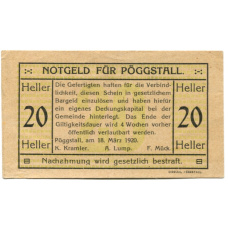 NOTGELD FÜR PÖGGSTALL.
Heller Heller
20 20
Heller Heller
Die Gefertigten haften für die Verbind-
lichkeit, diesen Schein in gesetzlichem
Bargeld einzulösen und haben hiefür
ein eigenes Deckungskapital bei der
Gemeinde hinterlegt. Das Ende der
Giltigkeitsdauer wird 4 Wochen vorher
öffentlich verlautbart werden.
Pöggstall, am 18. März 1920.
K. Kramler. A. Lump. F. Mück.
Nachahmung wird gesetzlich bestraft.